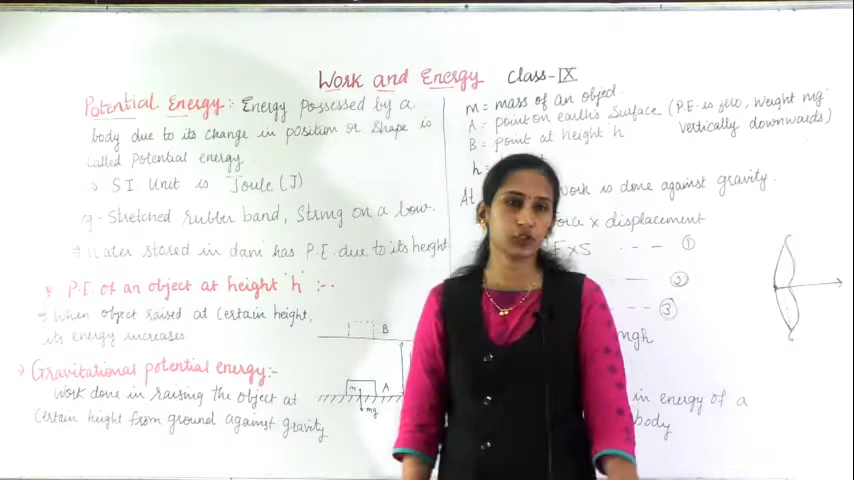 Work and Energy Class-IX
Potential Energy: Energy possessed by a
body due to its change in position or shape is
called potential energy.
→ SI Unit is Joule (J)
eg - Stretched rubber band, String on a bow.
# Water stored in dam has P.E. due to its height
P.E. of an object at height 'h' :--
→ When object raised at certain height,
its energy increases.
→ Gravitational potential energy:-
Work done in raising the object at
certain height from ground against gravity
B
m
A
mg
m = mass of an object.
A = point on earth's surface (P.E. is zero, Weight 'mg'
vertically downwards)
B = point at height 'h'
h =
At
Work is done against gravity.
x displacement
F x S --- ①
--- ②
-- ③
mgh
in energy of a
body